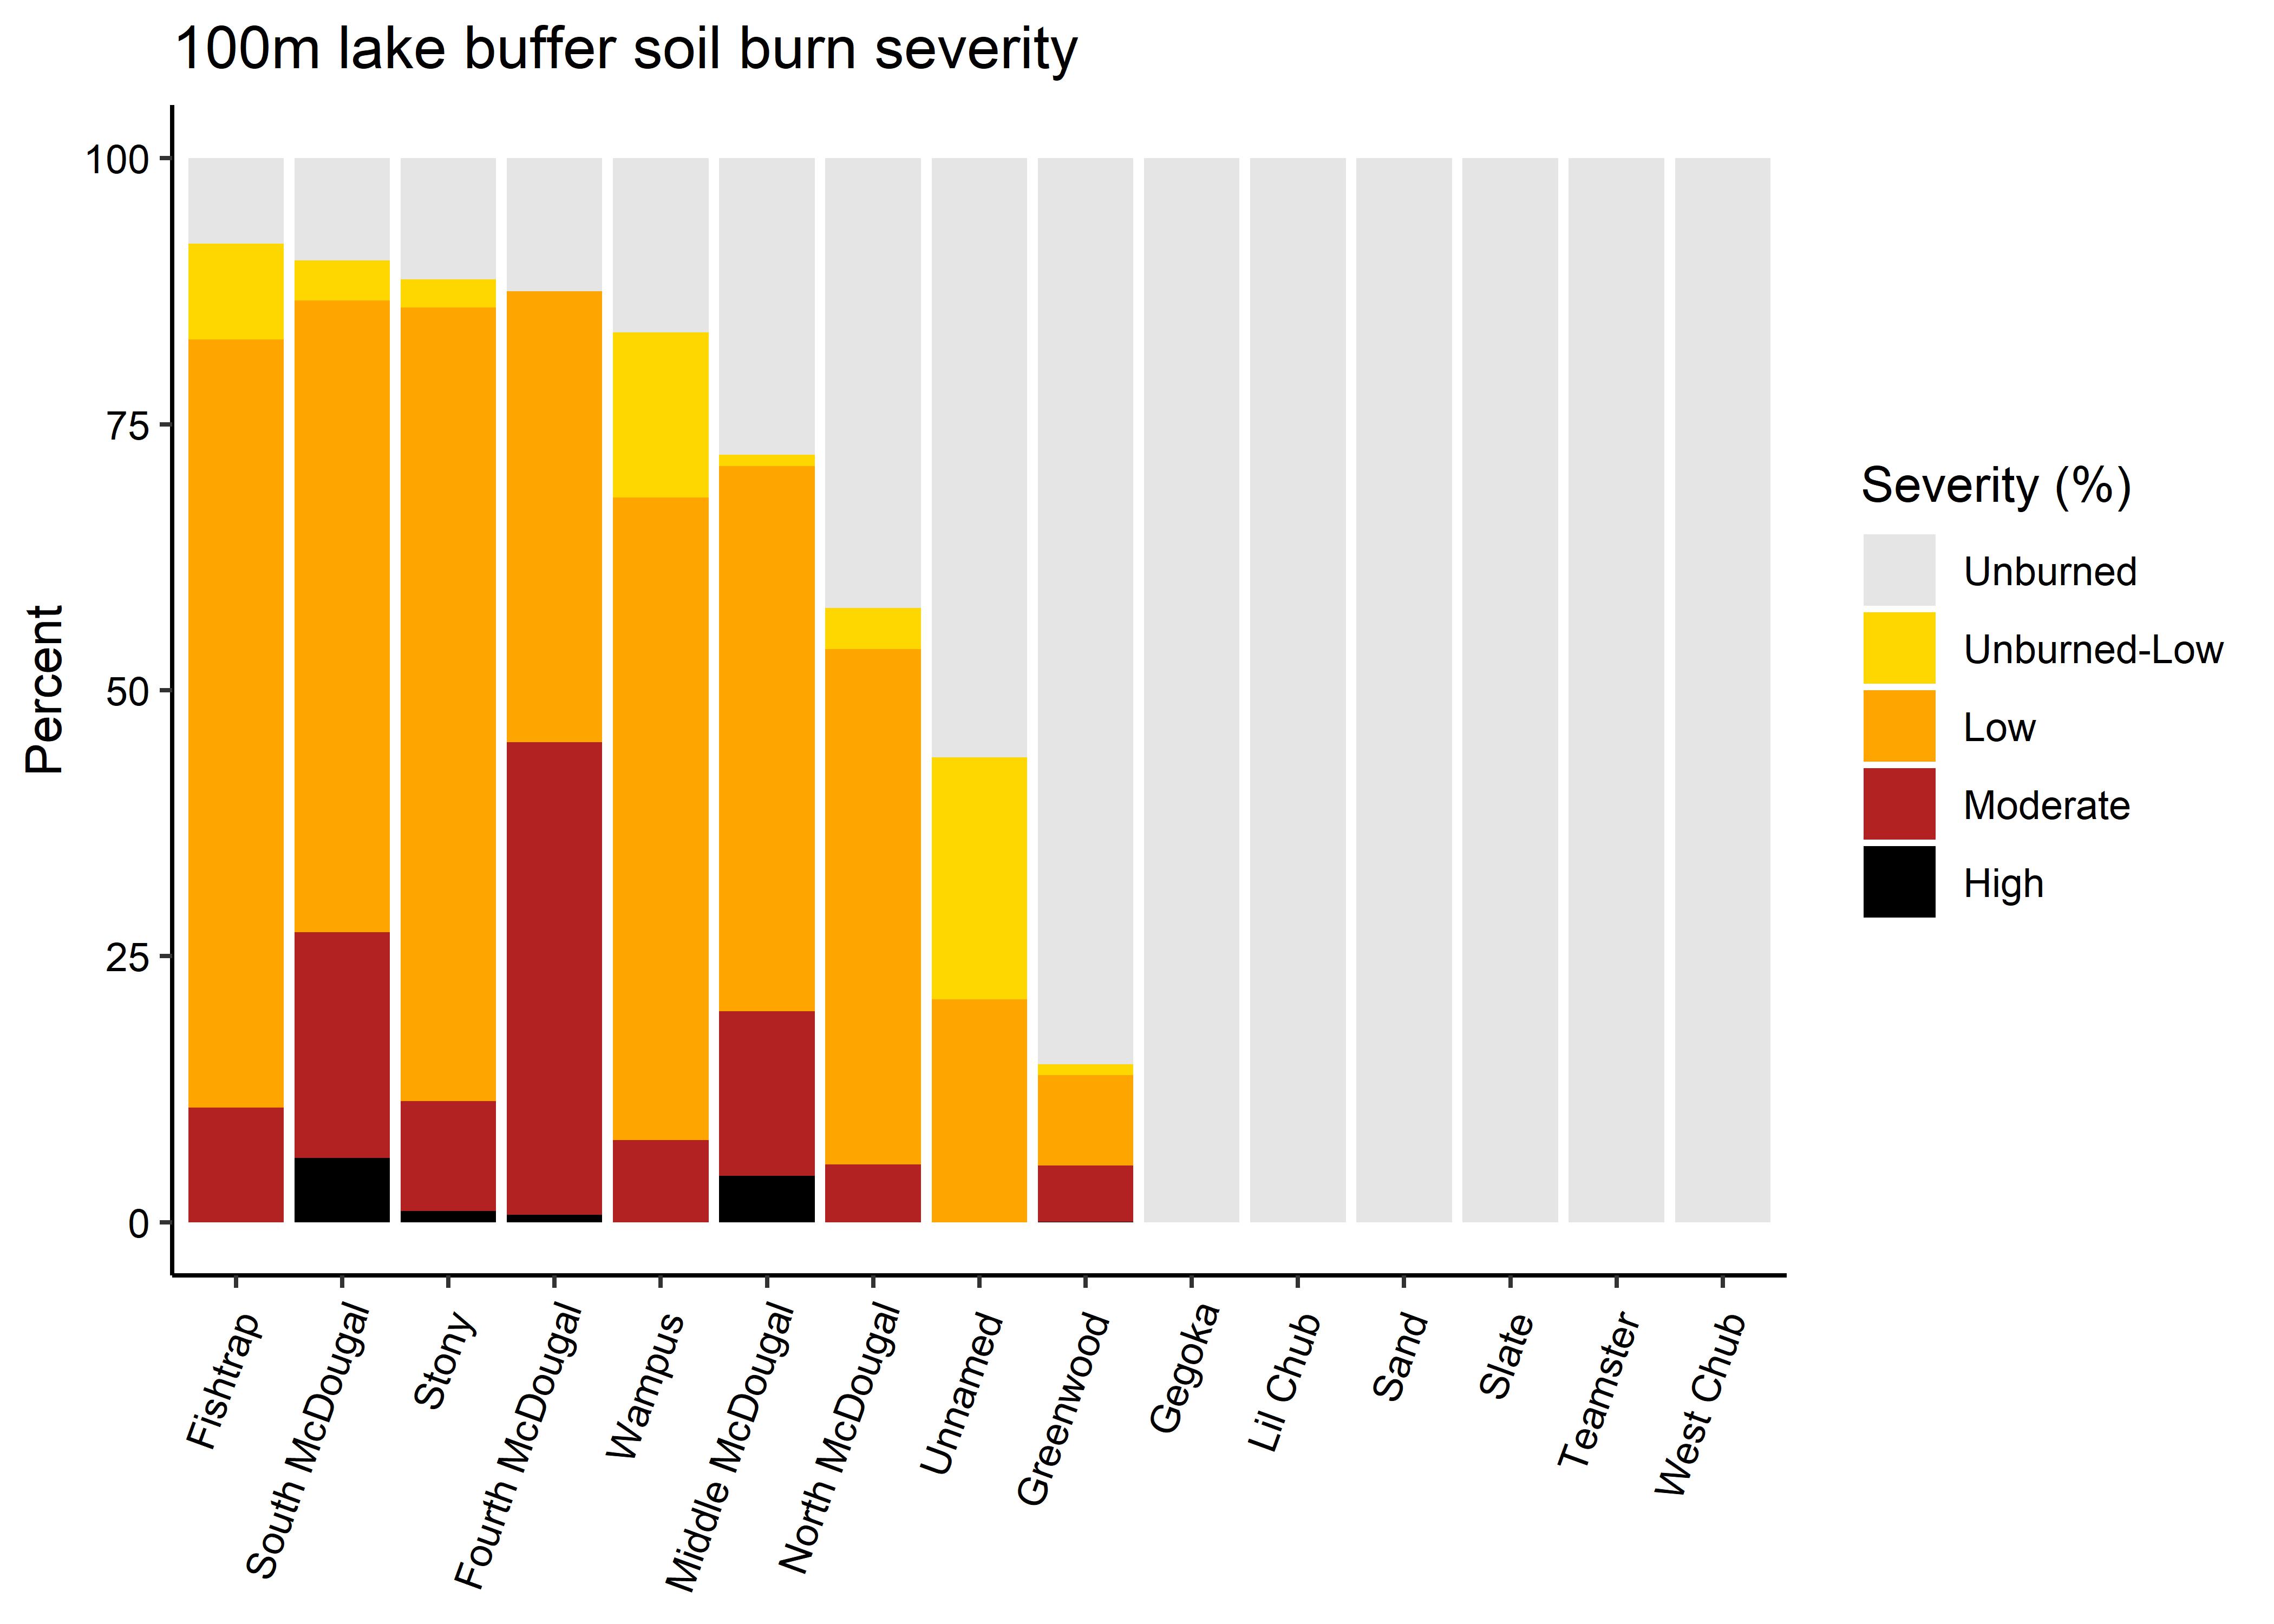 100m lake buffer soil burn severity
Percent
100
75
50
25
0
Fishtrap
South McDougal
Stony
Fourth McDougal
Wampus
Middle McDougal
North McDougal
Unnamed
Greenwood
Gegoka
Lil Chub
Sand
Slate
Teamster
West Chub
Severity (%)
Unburned
Unburned-Low
Low
Moderate
High